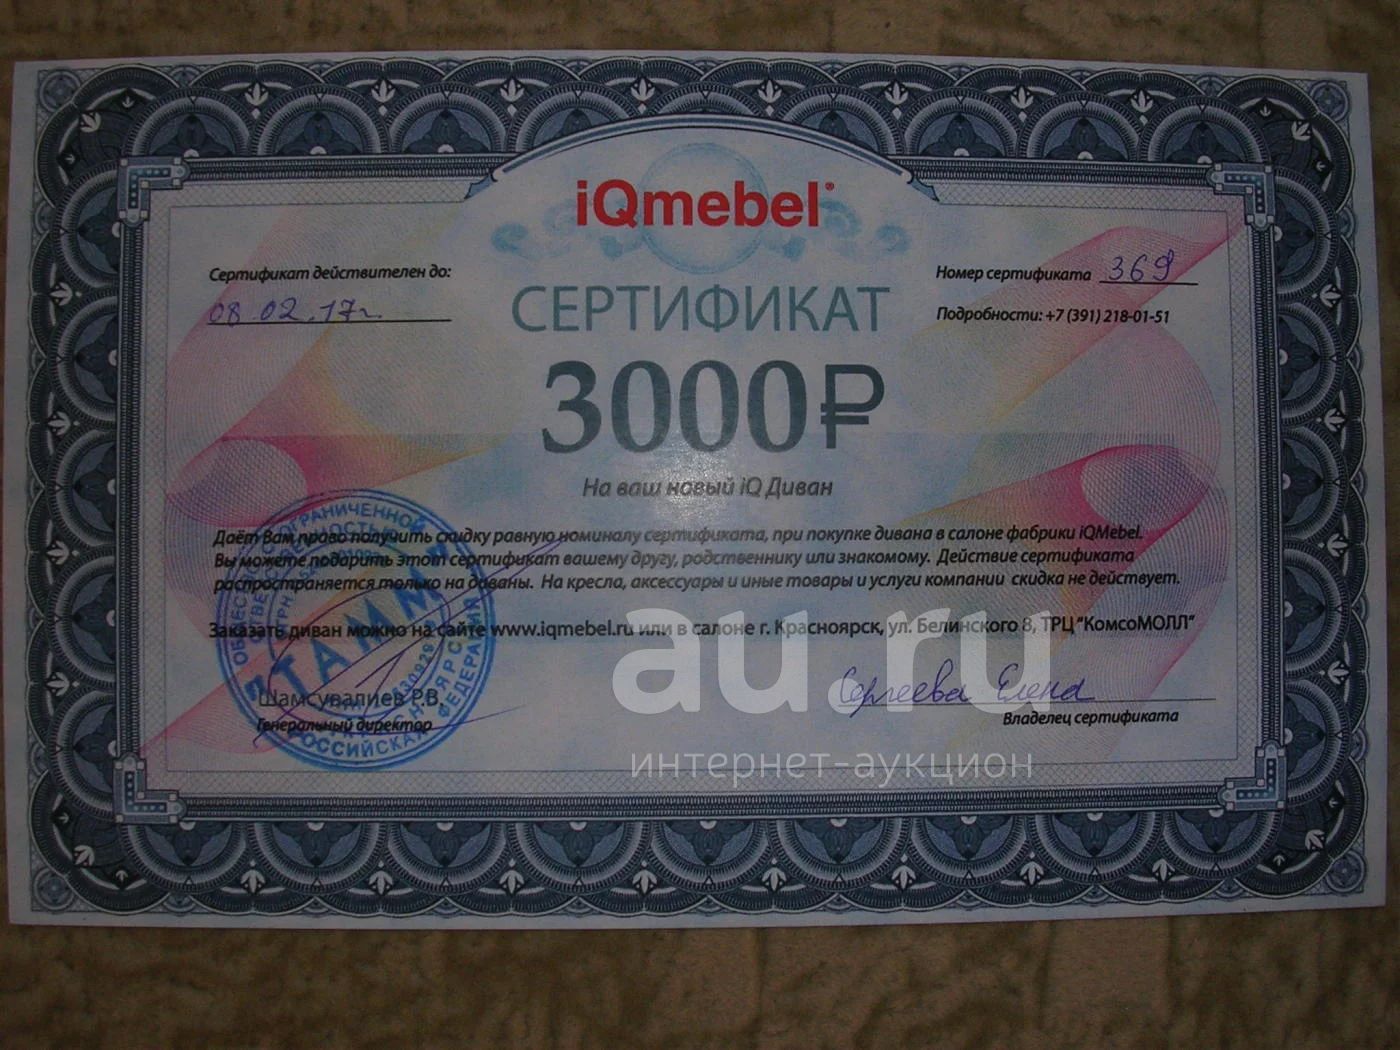 iQmebel®
Сертификат действителен до:
08.02.17г.
Номер сертификата 369
Подробности: +7 (391) 218-01-51
СЕРТИФИКАТ
3000₽
На ваш новый iQ Диван
Даёт Вам право получить скидку равную номиналу сертификата, при покупке дивана в салоне фабрики iQMebel.
Вы можете подарить этот сертификат вашему другу, родственнику или знакомому. Действие сертификата
распространяется только на диваны. На кресла, аксессуары и иные товары и услуги компании скидка не действует.
Заказать диван можно на сайте www.iqmebel.ru или в салоне г. Красноярск, ул. Белинского 8, ТРЦ "КомсоМОЛЛ"
Шамсувалиев Р.В.
Генеральный директор
Сергеева Елена
Владелец сертификата
ОГРАНИЧЕННОЙ
"ТАММ"
РОССИЙСКАЯ ФЕДЕРАЦИЯ
au.ru
интернет-аукцион